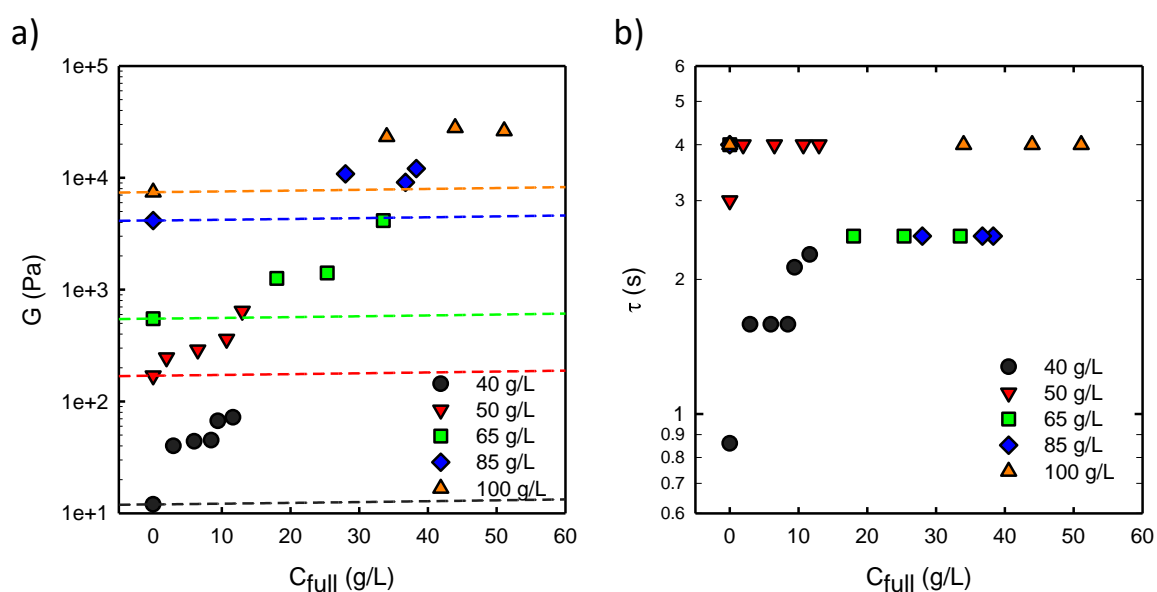 a)
1e+5
1e+4
1e+3
1e+2
1e+1
G (Pa)
0 10 20 30 40 50 60
C_full (g/L)
40 g/L
50 g/L
65 g/L
85 g/L
100 g/L
b)
6
5
4
3
2
1
0.9
0.8
0.7
0.6
τ (s)
0 10 20 30 40 50 60
C_full (g/L)
40 g/L
50 g/L
65 g/L
85 g/L
100 g/L